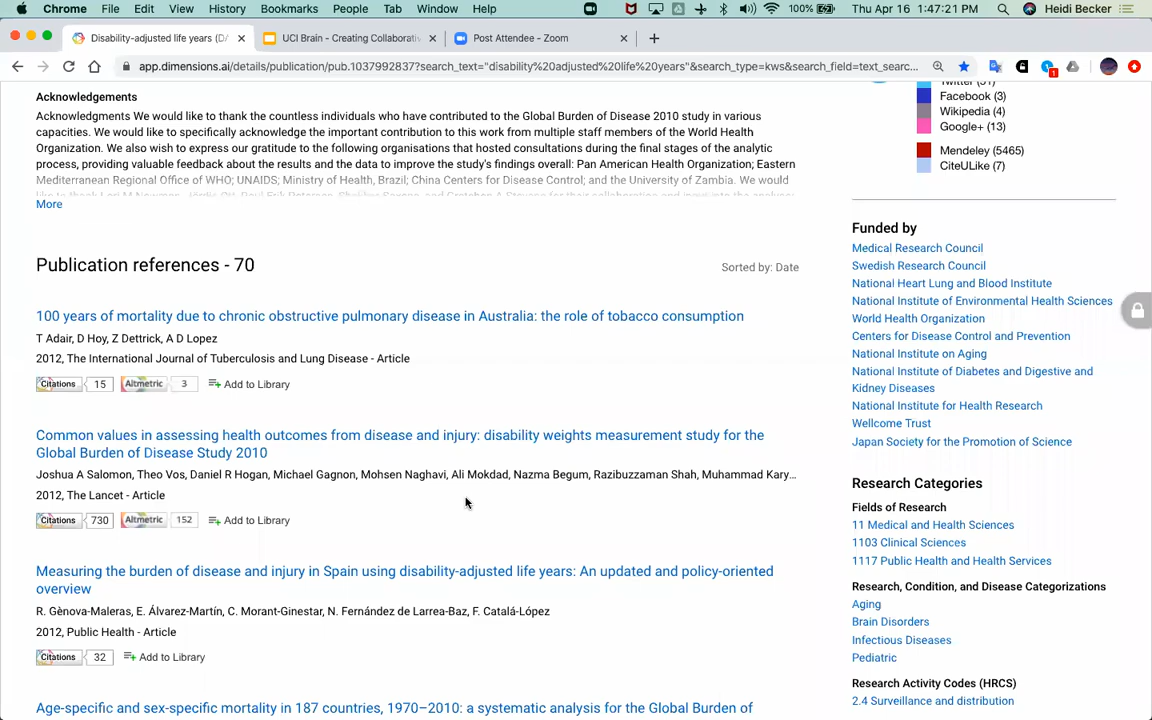 Chrome File Edit View History Bookmarks People Tab Window Help 100% Thu Apr 16 1:47:21 PM Heidi Becker
Disability-adjusted life years (D/ UCI Brain - Creating Collaborativ Post Attendee - Zoom
app.dimensions.ai/details/publication/pub.1037992837?search_text="disability%20adjusted%20life%20years"&search_type=kws&search_field=text_searc...
Acknowledgements
Acknowledgments We would like to thank the countless individuals who have contributed to the Global Burden of Disease 2010 study in various
capacities. We would like to specifically acknowledge the important contribution to this work from multiple staff members of the World Health
Organization. We also wish to express our gratitude to the following organisations that hosted consultations during the final stages of the analytic
process, providing valuable feedback about the results and the data to improve the study's findings overall: Pan American Health Organization; Eastern
Mediterranean Regional Office of WHO; UNAIDS; Ministry of Health, Brazil; China Centers for Disease Control; and the University of Zambia. We would
More
Publication references - 70
Sorted by: Date
100 years of mortality due to chronic obstructive pulmonary disease in Australia: the role of tobacco consumption
T Adair, D Hoy, Z Dettrick, A D Lopez
2012, The International Journal of Tuberculosis and Lung Disease - Article
Citations 15 Altmetric 3 Add to Library
Common values in assessing health outcomes from disease and injury: disability weights measurement study for the
Global Burden of Disease Study 2010
Joshua A Salomon, Theo Vos, Daniel R Hogan, Michael Gagnon, Mohsen Naghavi, Ali Mokdad, Nazma Begum, Razibuzzaman Shah, Muhammad Kary...
2012, The Lancet - Article
Citations 730 Altmetric 152 Add to Library
Measuring the burden of disease and injury in Spain using disability-adjusted life years: An updated and policy-oriented
overview
R. Gènova-Maleras, E. Álvarez-Martín, C. Morant-Ginestar, N. Fernández de Larrea-Baz, F. Catalá-López
2012, Public Health - Article
Citations 32 Add to Library
Age-specific and sex-specific mortality in 187 countries, 1970–2010: a systematic analysis for the Global Burden of
Twitter (51)
Facebook (3)
Wikipedia (4)
Google+ (13)
Mendeley (5465)
CiteULike (7)
Funded by
Medical Research Council
Swedish Research Council
National Heart Lung and Blood Institute
National Institute of Environmental Health Sciences
World Health Organization
Centers for Disease Control and Prevention
National Institute on Aging
National Institute of Diabetes and Digestive and
Kidney Diseases
National Institute for Health Research
Wellcome Trust
Japan Society for the Promotion of Science
Research Categories
Fields of Research
11 Medical and Health Sciences
1103 Clinical Sciences
1117 Public Health and Health Services
Research, Condition, and Disease Categorizations
Aging
Brain Disorders
Infectious Diseases
Pediatric
Research Activity Codes (HRCS)
2.4 Surveillance and distribution